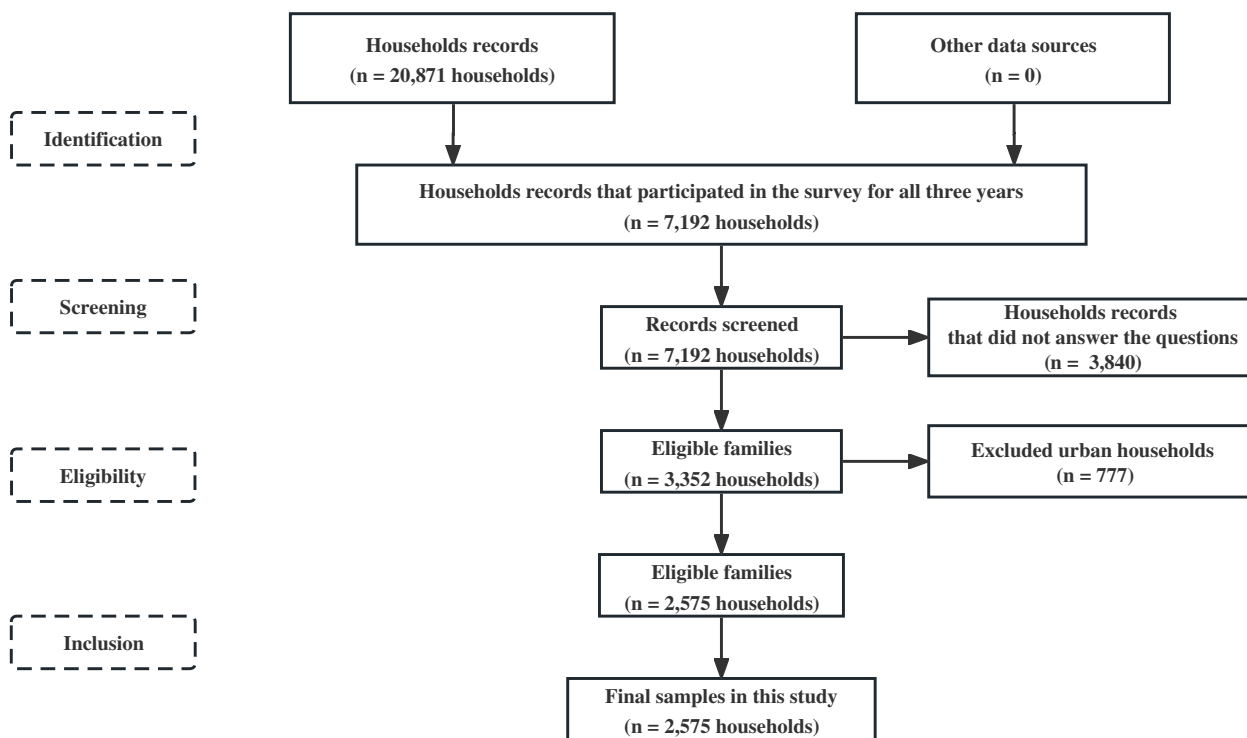 Households records
(n = 20,871 households)
Other data sources
(n = 0)
Identification
Households records that participated in the survey for all three years
(n = 7,192 households)
Screening
Records screened
(n = 7,192 households)
Households records
that did not answer the questions
(n =  3,840)
Eligibility
Eligible families
(n = 3,352 households)
Excluded urban households
(n = 777)
Eligible families
(n = 2,575 households)
Inclusion
Final samples in this study
(n = 2,575 households)